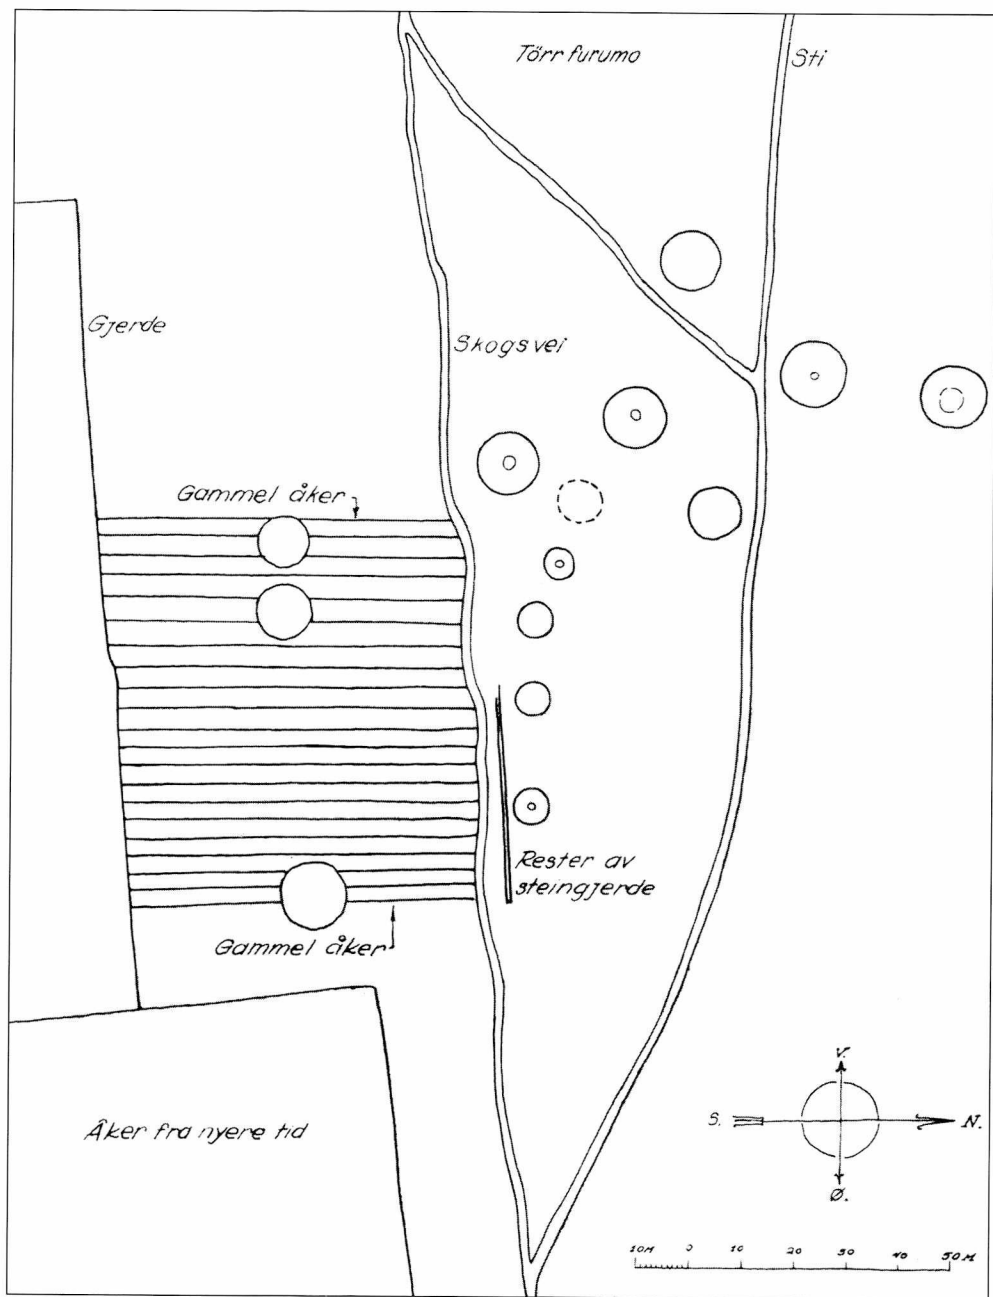 Törr furumo
Sti
Gjerde
Skogsvei
Gammel åker
Rester av
steingjerde
Gammel åker
Åker fra nyere tid
V.
S.
N.
Ø.
10M 0 10 20 30 40 50M